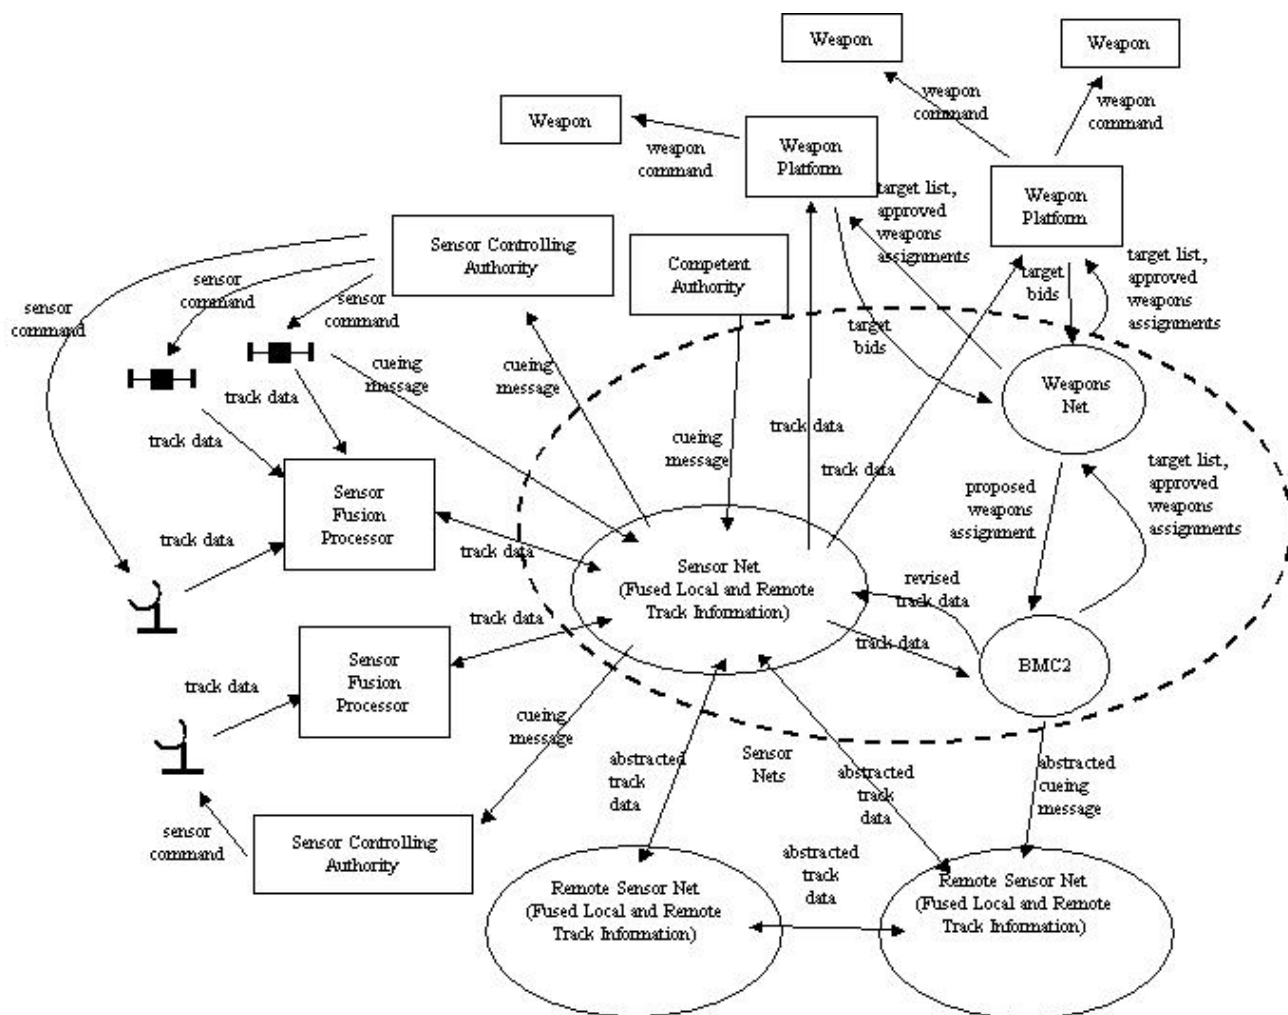 Weapon
Weapon
weapon
command
weapon
command
Weapon
weapon
command
Weapon
Platform
target list,
approved
weapons
assignments
Weapon
Platform
Sensor Controlling
Authority
Competent
Authority
sensor
command
sensor
command
sensor
command
target
bids
target list,
approved
weapons
assignments
target
bids
cueing
message
cueing
message
track data
track data
Weapons
Net
track data
cueing
message
track data
Sensor
Fusion
Processor
track data
track data
proposed
weapons
assignment
target list,
approved
weapons
assignments
Sensor Net
(Fused Local and Remote
Track Information)
revised
track data
track data
track data
BMC2
Sensor
Fusion
Processor
track data
cueing
message
Sensor
Nets
abstracted
track
data
abstracted
track
data
abstracted
cueing
message
sensor
command
Sensor Controlling
Authority
abstracted
track
data
Remote Sensor Net
(Fused Local and Remote
Track Information)
Remote Sensor Net
(Fused Local and Remote
Track Information)